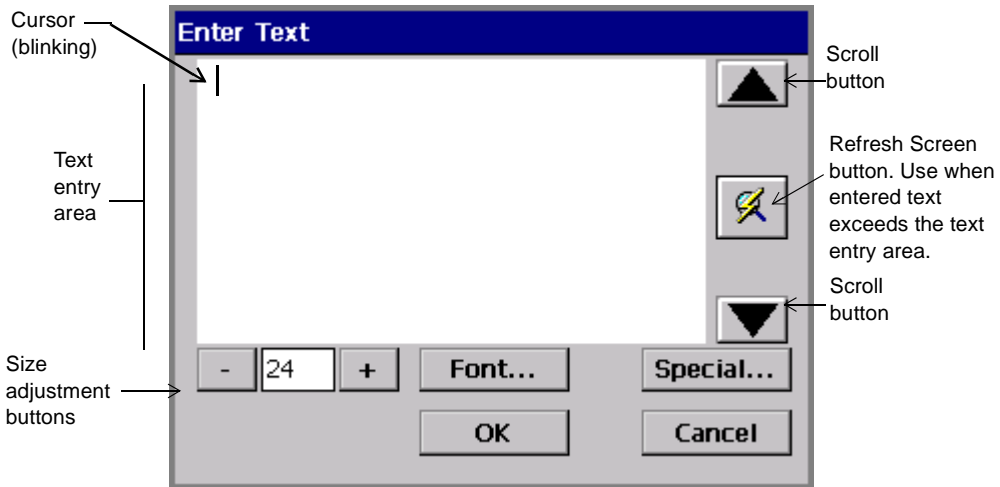 Cursor
(blinking)
Enter Text
Scroll
button
Text
entry
area
Refresh Screen
button. Use when
entered text
exceeds the text
entry area.
Scroll
button
Size
adjustment
buttons
- 24 + Font... Special...
OK Cancel